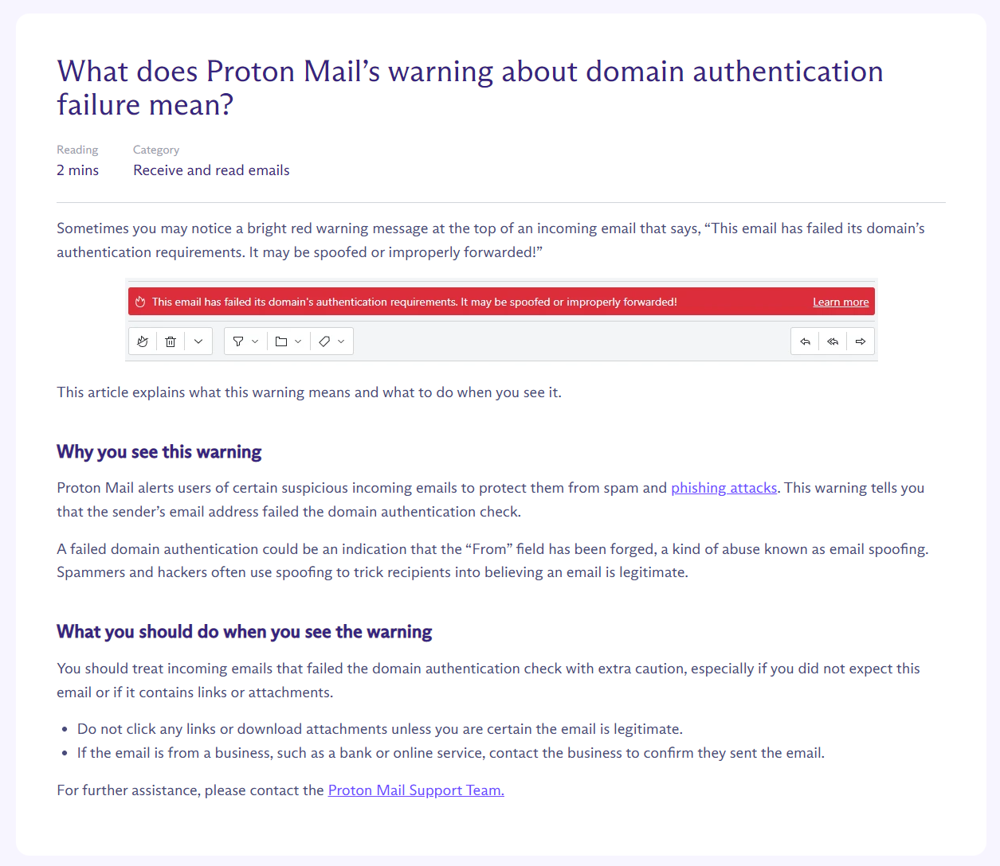 What does Proton Mail’s warning about domain authentication
failure mean?
Reading
Category
2 mins
Receive and read emails
Sometimes you may notice a bright red warning message at the top of an incoming email that says, “This email has failed its domain’s
authentication requirements. It may be spoofed or improperly forwarded!”
This email has failed its domain's authentication requirements. It may be spoofed or improperly forwarded!
Learn more
This article explains what this warning means and what to do when you see it.
Why you see this warning
Proton Mail alerts users of certain suspicious incoming emails to protect them from spam and phishing attacks. This warning tells you
that the sender’s email address failed the domain authentication check.
A failed domain authentication could be an indication that the “From” field has been forged, a kind of abuse known as email spoofing.
Spammers and hackers often use spoofing to trick recipients into believing an email is legitimate.
What you should do when you see the warning
You should treat incoming emails that failed the domain authentication check with extra caution, especially if you did not expect this
email or if it contains links or attachments.
• Do not click any links or download attachments unless you are certain the email is legitimate.
• If the email is from a business, such as a bank or online service, contact the business to confirm they sent the email.
For further assistance, please contact the Proton Mail Support Team.